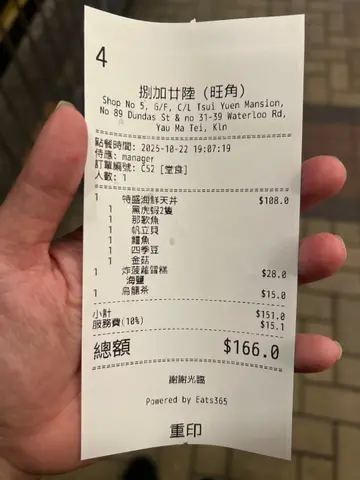 4
捌加廿陸 (旺角)
Shop No 5, G/F, C/L Tsui Yuen Mansion,
No 89 Dundas St & no 31-39 Waterloo Rd,
Yau Ma Tei, Kln
點餐時間: 2025-10-22 19:07:19
侍應: manager
訂單編號: C52 [堂食]
人數: 1
1 特盛海鮮天丼 $108.0
1 黑虎蝦2隻
1 那歌魚
1 帆立貝
1 鱔魚
1 四季豆
1 金菇
1 炸菠蘿雪糕 $28.0
海鹽
1 烏龍茶 $15.0
小計 $151.0
服務費(10%) $15.1
總額 $166.0
謝謝光臨
Powered by Eats365
重印